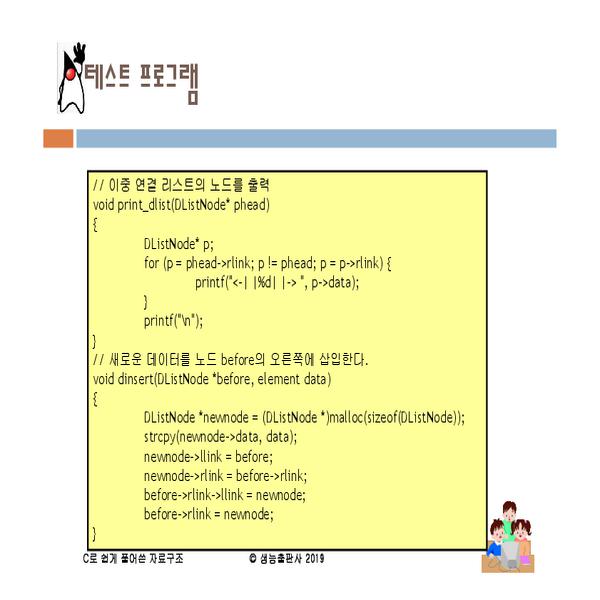 테스트 프로그램
// 이중 연결 리스트의 노드를 출력
void print_dlist(DListNode* phead)
{
DListNode* p;
for (p = phead->rlink; p != phead; p = p->rlink) {
printf("<-| |%d| |-> ", p->data);
}
printf("\n");
}
// 새로운 데이터를 노드 before의 오른쪽에 삽입한다.
void dinsert(DListNode *before, element data)
{
DListNode *newnode = (DListNode *)malloc(sizeof(DListNode));
strcpy(newnode->data, data);
newnode->llink = before;
newnode->rlink = before->rlink;
before->rlink->llink = newnode;
before->rlink = newnode;
}
C로 쉽게 풀어쓴 자료구조 © 생능출판사 2019